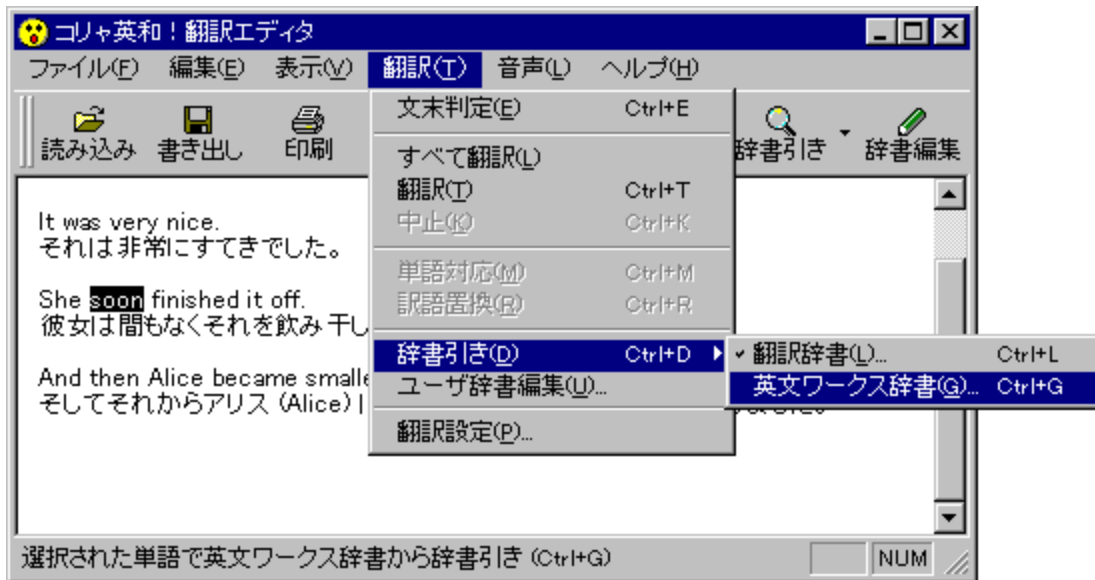 コリャ英和！翻訳エディタ
ファイル(F) 編集(E) 表示(V) 翻訳(T) 音声(L) ヘルプ(H)
読み込み 書き出し 印刷 辞書引き 辞書編集
文末判定(E) Ctrl+E
すべて翻訳(L)
翻訳(T) Ctrl+T
中止(K) Ctrl+K
単語対応(M) Ctrl+M
訳語置換(R) Ctrl+R
辞書引き(D) Ctrl+D
ユーザ辞書編集(U)...
翻訳設定(P)...
翻訳辞書(L)... Ctrl+L
英文ワークス辞書(G)... Ctrl+G
It was very nice.
それは非常にすてきでした。
She soon finished it off.
彼女は間もなくそれを飲み干し
And then Alice became smalle
そしてそれからアリス (Alice)
選択された単語で英文ワークス辞書から辞書引き (Ctrl+G)
NUM